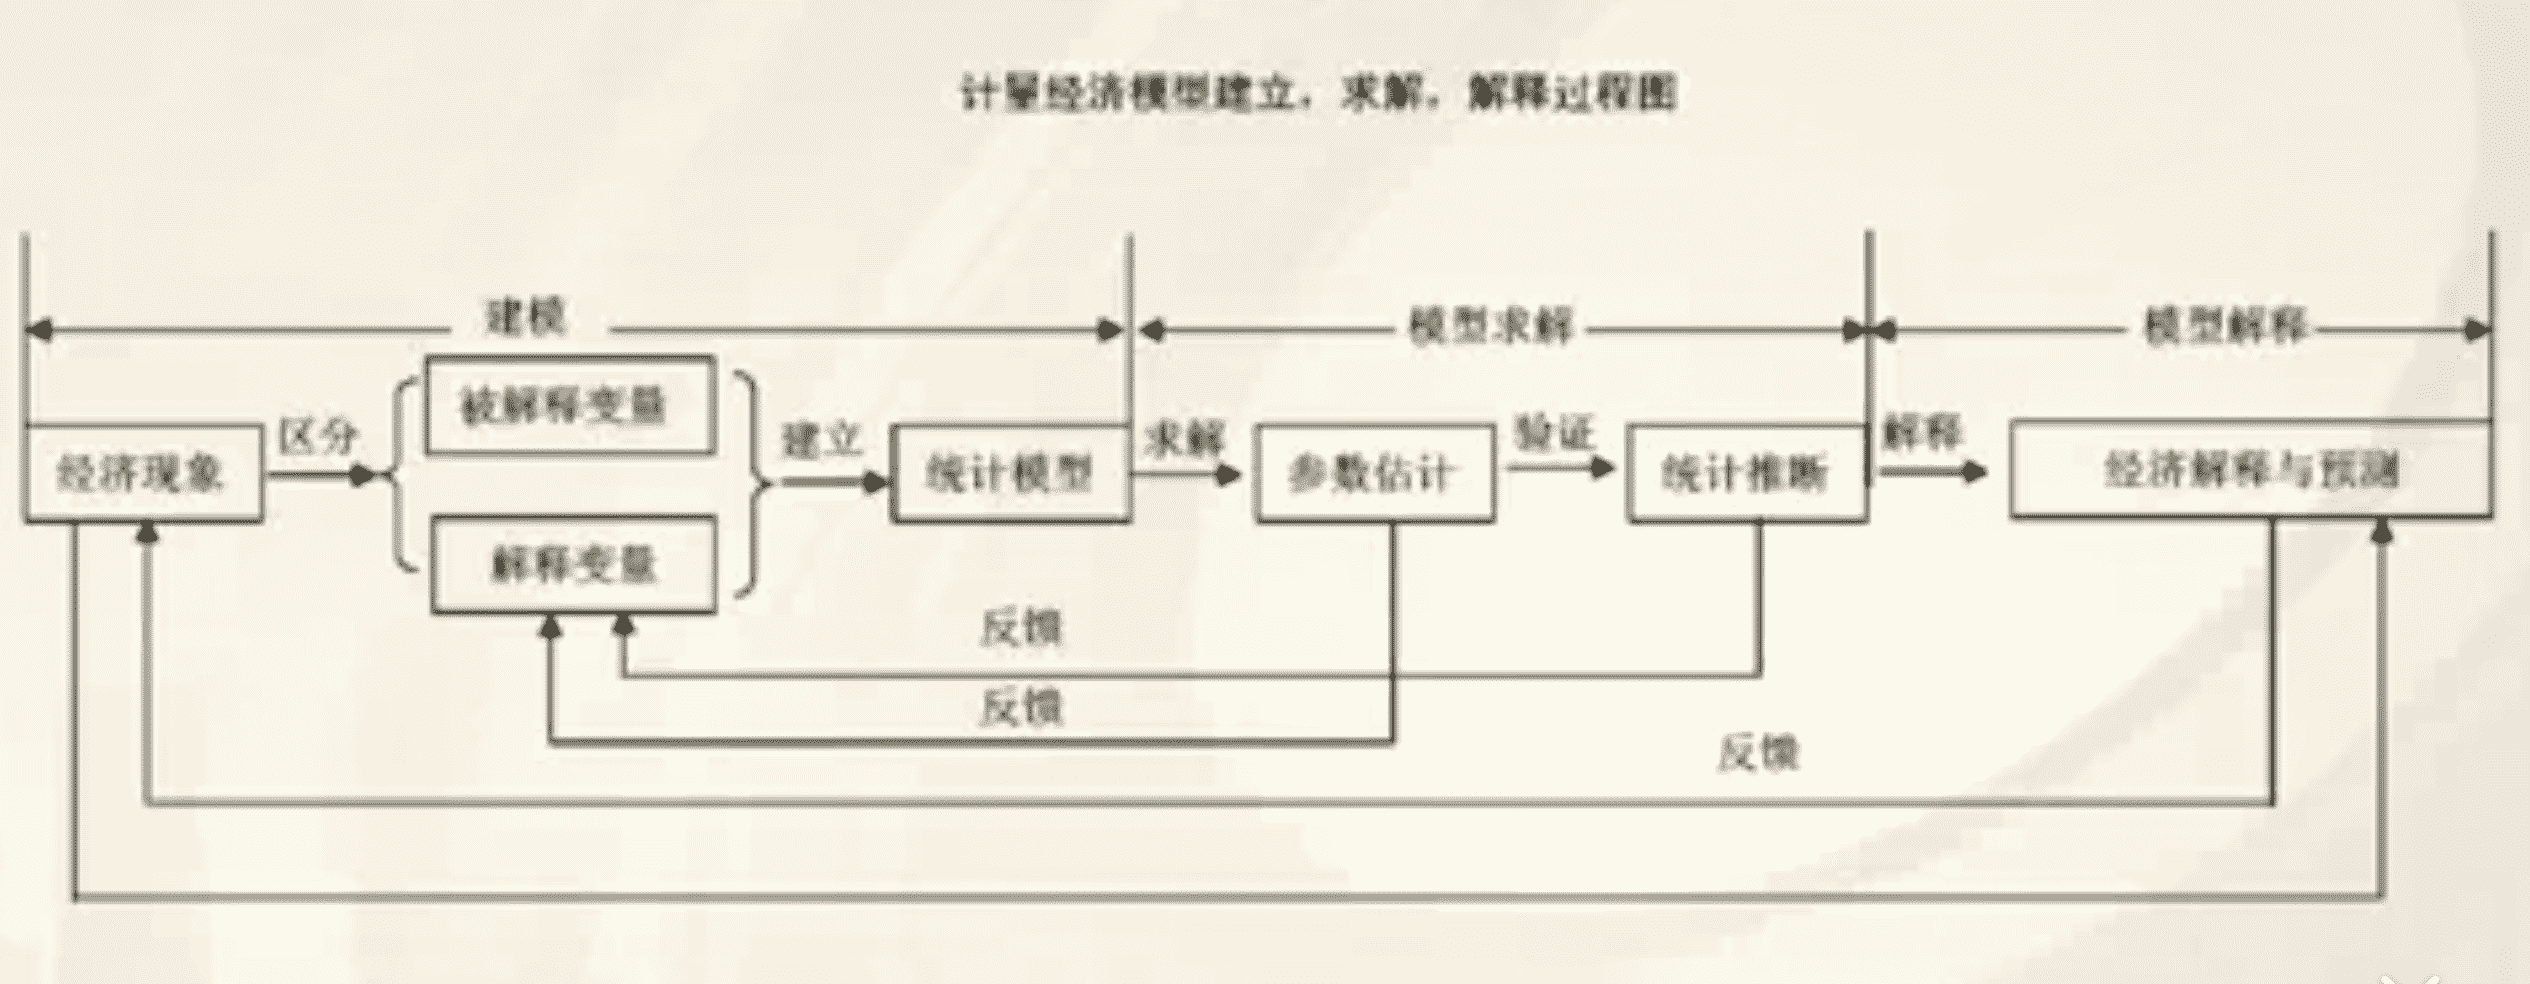 计量经济模型建立，求解，解释过程图
建模
模型求解
模型解释
被解释变量
经济现象
区分
建立
统计模型
求解
参数估计
验证
统计推断
解释
经济解释与预测
解释变量
反馈
反馈
反馈